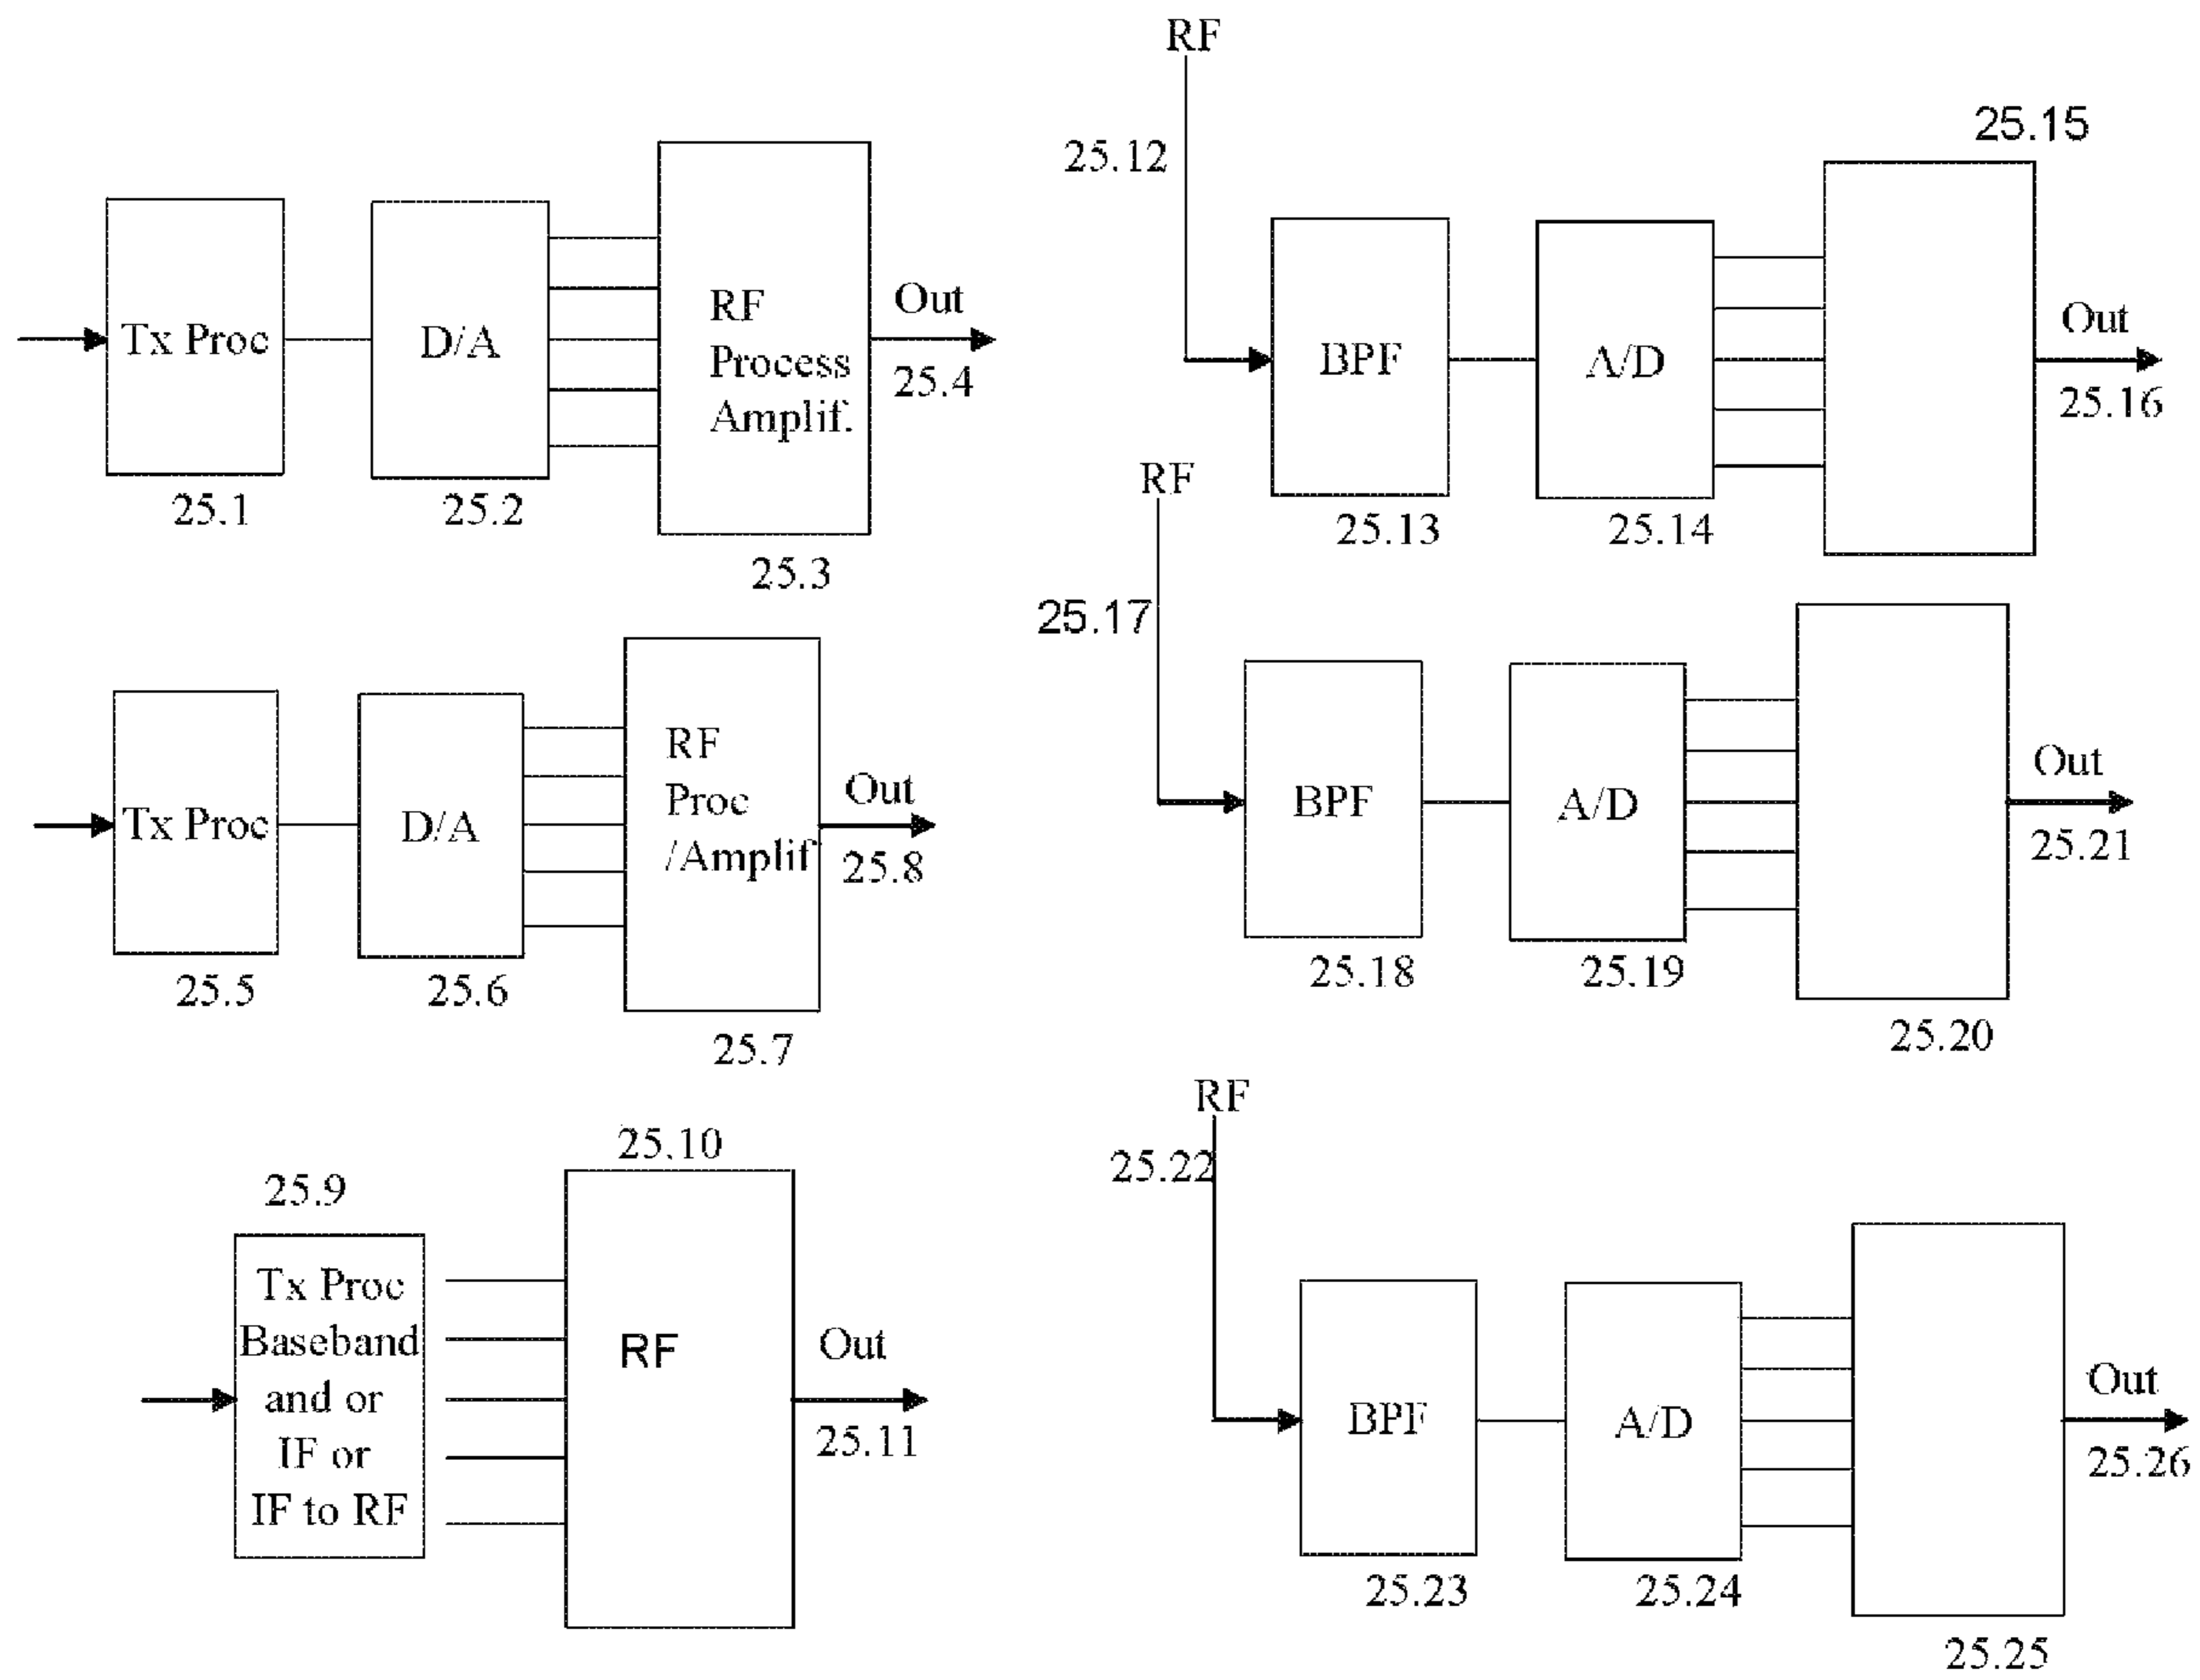 Tx Proc
25.1
D/A
25.2
RF
Process
Amplif.
25.3
Out
25.4
Tx Proc
25.5
D/A
25.6
RF
Proc
/Amplif
25.7
Out
25.8
25.9
Tx Proc
Baseband
and or
IF or
IF to RF
25.10
RF
Out
25.11
RF
25.12
BPF
25.13
A/D
25.14
25.15
Out
25.16
RF
25.17
BPF
25.18
A/D
25.19
25.20
Out
25.21
RF
25.22
BPF
25.23
A/D
25.24
25.25
Out
25.26